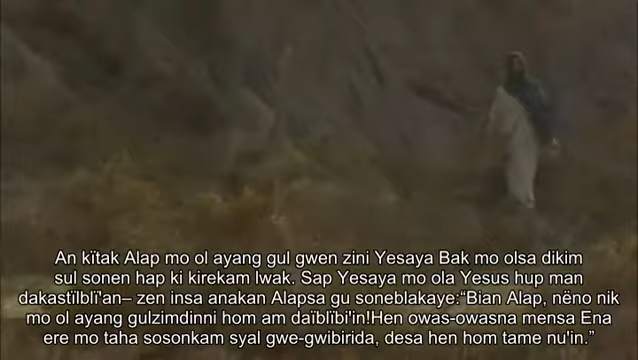 An kïtak Alap mo ol ayang gul gwen zini Yesaya Bak mo olsa dikim
sul sonen hap ki kirekam lwak. Sap Yesaya mo ola Yesus hup man
dakastïlblï'an– zen insa anakan Alapsa gu soneblakaye:“Bian Alap, nëno nik
mo ol ayang gulzimdinni hom am daïblïbi'in!Hen owas-owasna mensa Ena
ere mo taha sosonkam syal gwe-gwibirida, desa hen hom tame nu'in.”